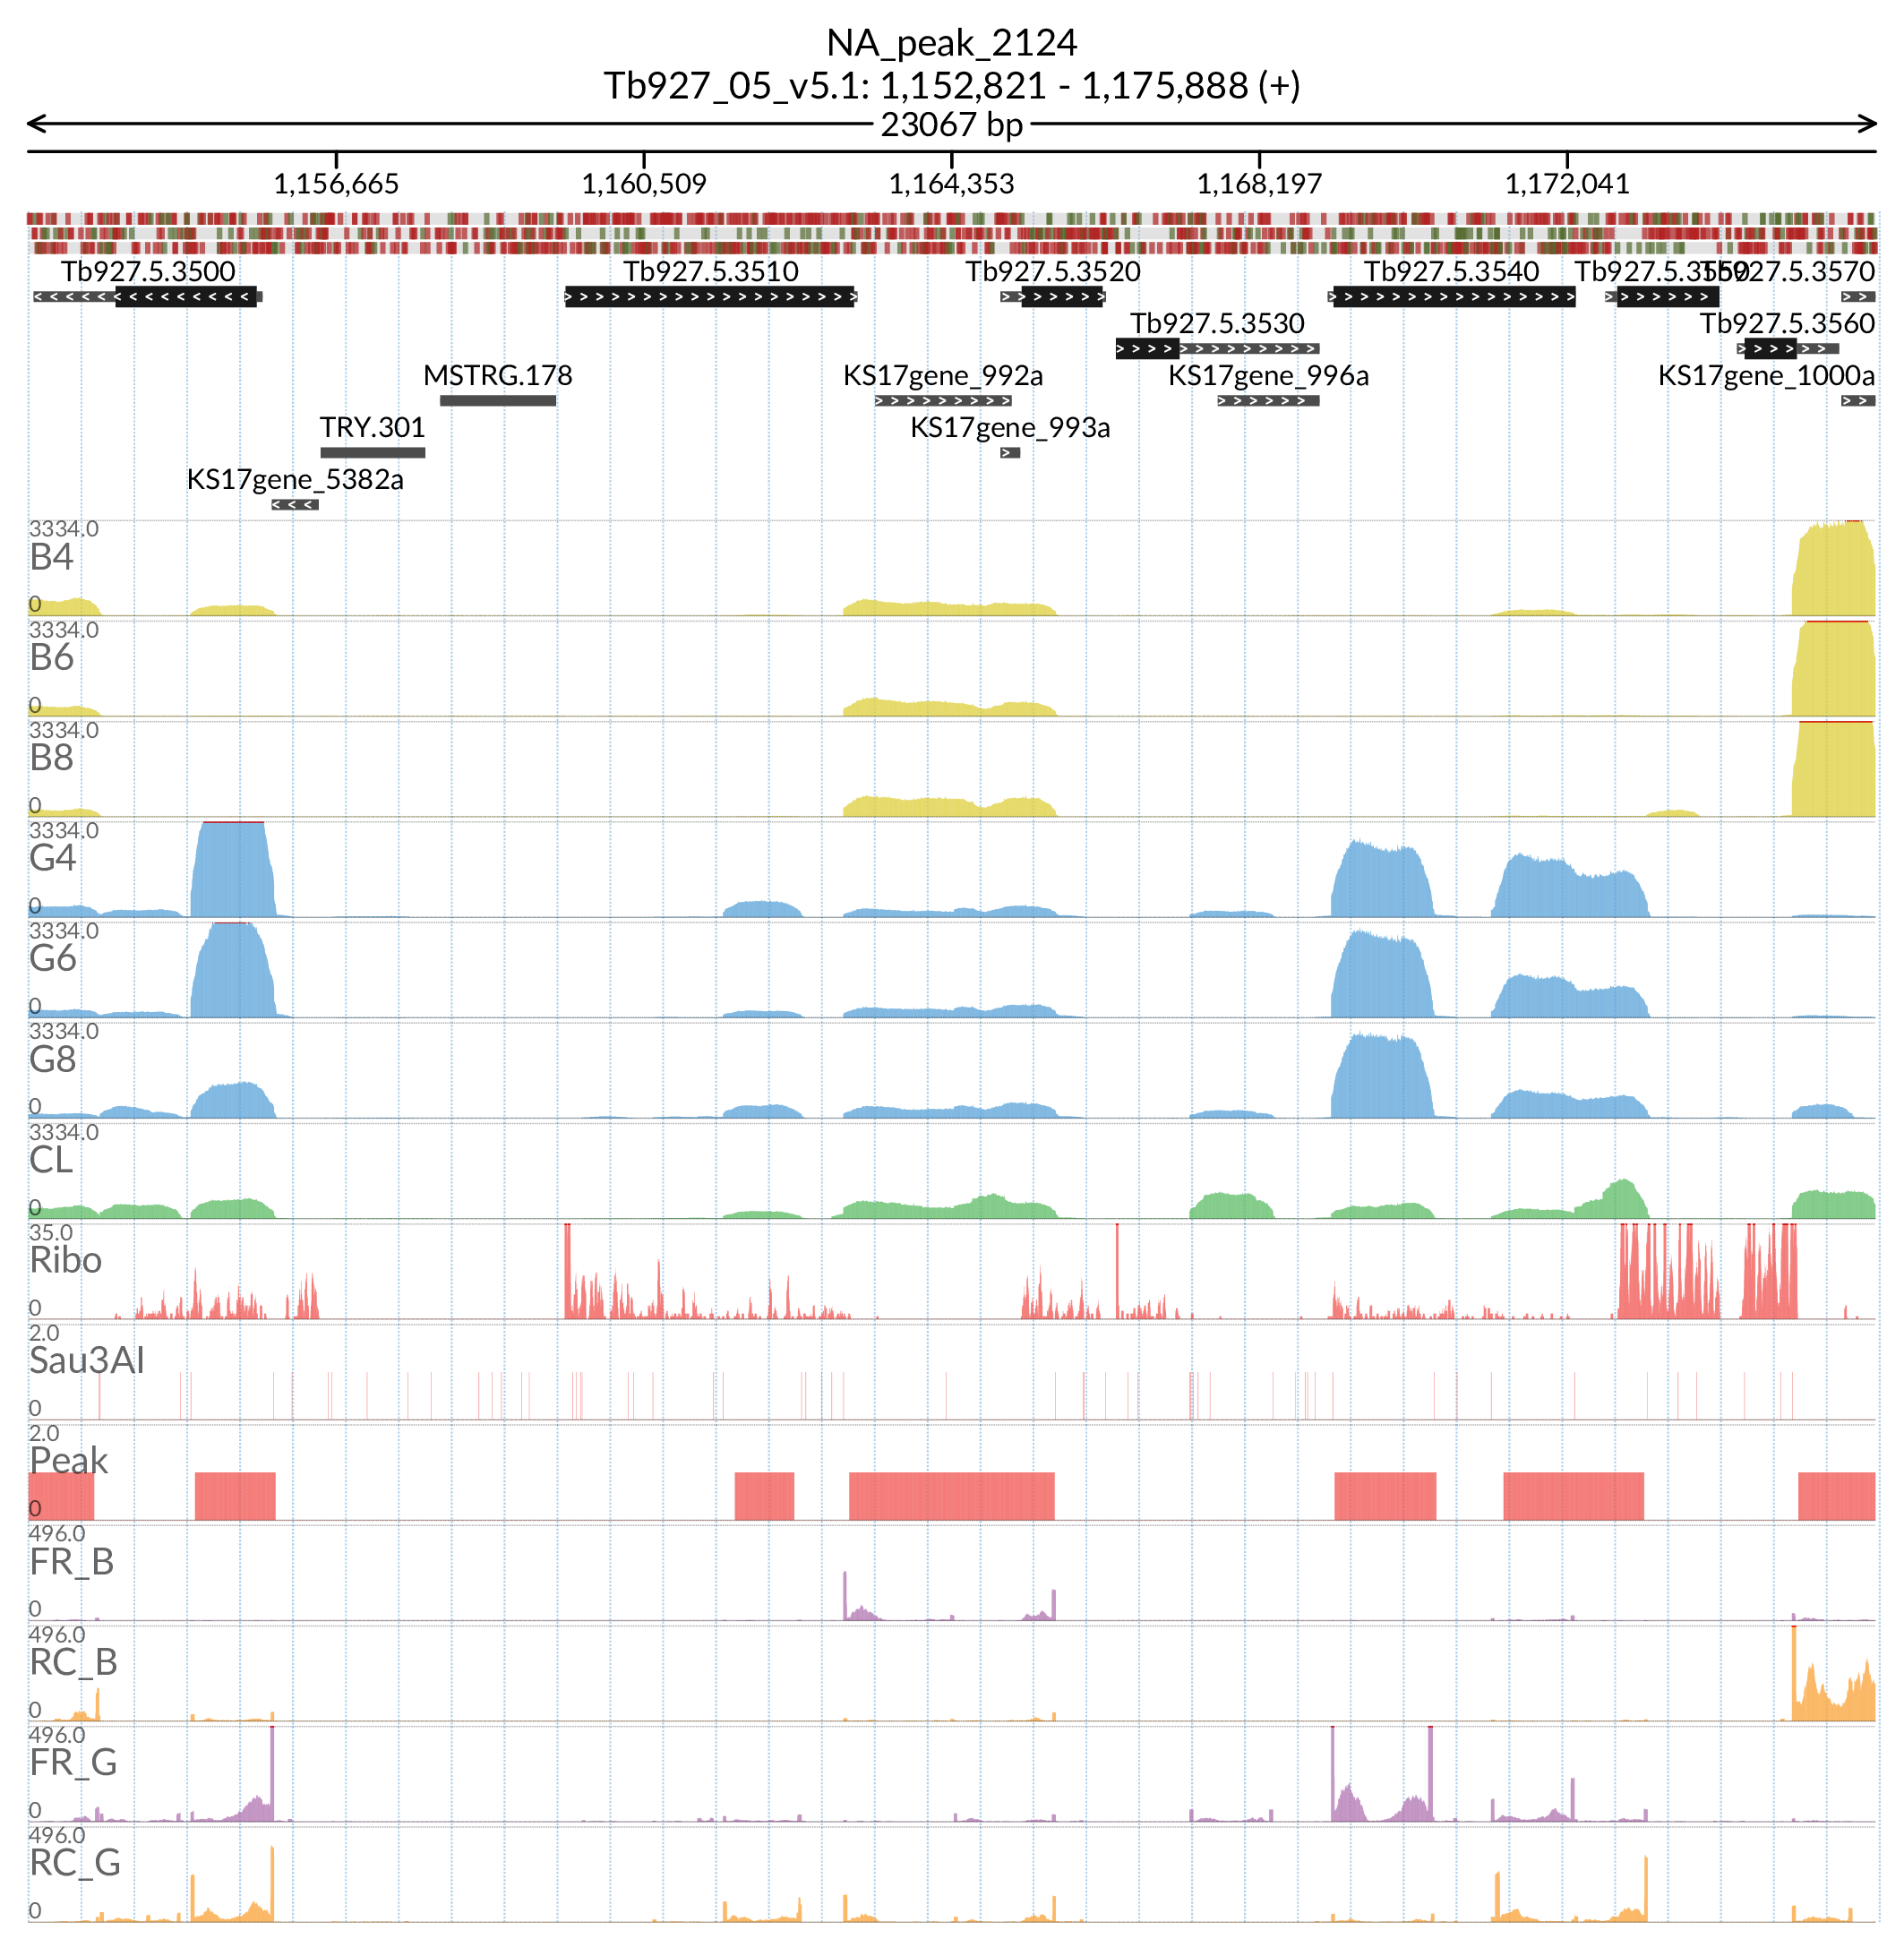 NA_peak_2124
Tb927_05_v5.1: 1,152,821 - 1,175,888 (+)
23067 bp
1,156,665 1,160,509 1,164,353 1,168,197 1,172,041
Tb927.5.3500 Tb927.5.3510 Tb927.5.3520 Tb927.5.3540 Tb927.5.3550 Tb927.5.3570
Tb927.5.3530 Tb927.5.3560
MSTRG.178 KS17gene_992a KS17gene_996a KS17gene_1000a
TRY.301 KS17gene_993a
KS17gene_5382a
3334.0
B4
0
3334.0
B6
0
3334.0
B8
0
3334.0
G4
0
3334.0
G6
0
3334.0
G8
0
3334.0
CL
0
35.0
Ribo
0
2.0
Sau3AI
0
2.0
Peak
0
496.0
FR_B
0
496.0
RC_B
0
496.0
FR_G
0
496.0
RC_G
0